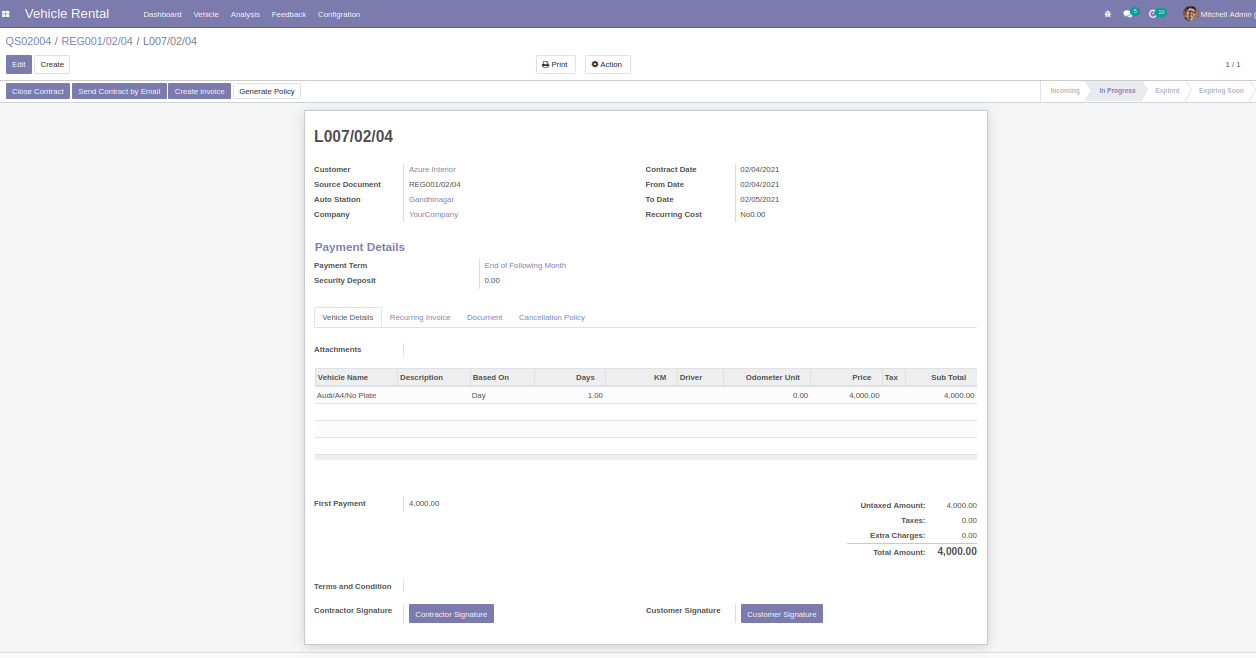 Vehicle Rental Dashboard Vehicle Analysis Feedback Configration 5 10 Mitchell Admin (
QS02004 / REG001/02/04 / L007/02/04
Edit Create Print Action 1 / 1
Close Contract Send Contract by Email Create invoice Generate Policy Incoming In Progress Expired Expiring Soon
L007/02/04
Customer Azure Interior Contract Date 02/04/2021
Source Document REG001/02/04 From Date 02/04/2021
Auto Station Gandhinagar To Date 02/05/2021
Company YourCompany Recurring Cost No0.00
Payment Details
Payment Term End of Following Month
Security Deposit 0.00
Vehicle Details Recurring Invoice Document Cancellation Policy
Attachments
Vehicle Name Description Based On Days KM Driver Odometer Unit Price Tax Sub Total
Audi/A4/No Plate Day 1.00 0.00 4,000.00 4,000.00
First Payment 4,000.00 Untaxed Amount: 4,000.00
Taxes: 0.00
Extra Charges: 0.00
Total Amount: 4,000.00
Terms and Condition
Contractor Signature Contractor Signature Customer Signature Customer Signature